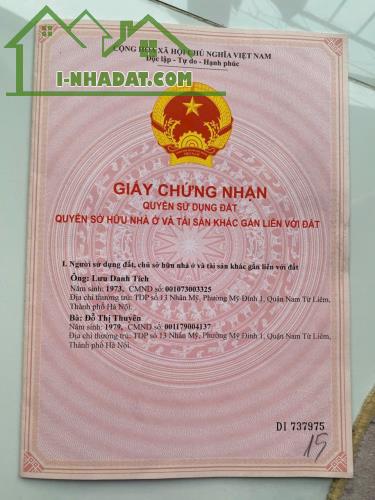 CỘNG HÒA XÃ HỘI CHỦ NGHĨA VIỆT NAM
Độc lập - Tự do - Hạnh phúc
I-NHADAT.COM
GIẤY CHỨNG NHẬN
QUYỀN SỬ DỤNG ĐẤT
QUYỀN SỞ HỮU NHÀ Ở VÀ TÀI SẢN KHÁC GẮN LIỀN VỚI ĐẤT
I. Người sử dụng đất, chủ sở hữu nhà ở và tài sản khác gắn liền với đất
Ông: Lưu Danh Tích
Năm sinh: 1973, CMND số: 001073003325
Địa chỉ thường trú: TDP số 13 Nhân Mỹ, Phường Mỹ Đình 1, Quận Nam Từ Liêm,
Thành phố Hà Nội.
Bà: Đỗ Thị Thuyên
Năm sinh: 1979, CMND số: 001179004137
Địa chỉ thường trú: TDP số 13 Nhân Mỹ, Phường Mỹ Đình 1, Quận Nam Từ Liêm,
Thành phố Hà Nội.
DI 737975
15